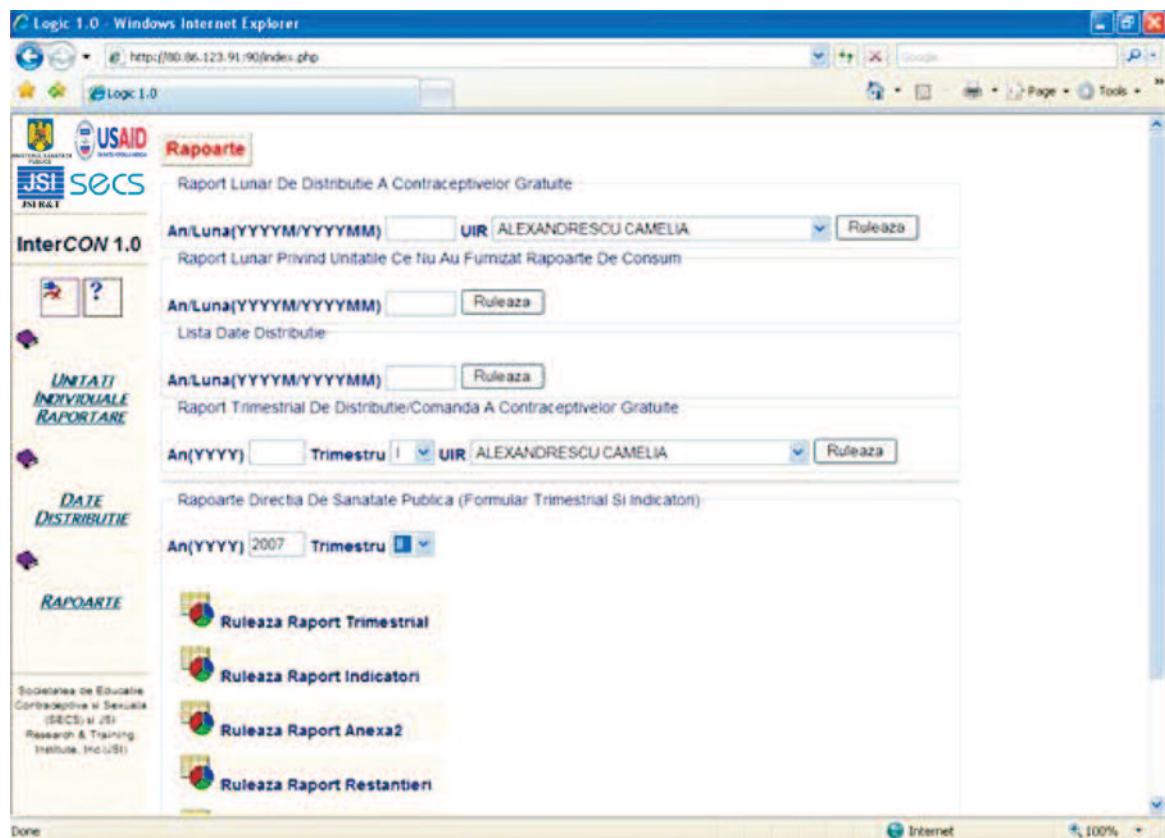 Logic 1.0 - Windows Internet Explorer
http://80.86.123.91:90/index.php
Google
Logic 1.0
Page
Tools
MINISTERUL SANATATII
PUBLICE
USAID
JSI
JSI R&T
secs
InterCON 1.0
?
UNITATI
INDIVIDUALE
RAPORTARE
DATE
DISTRIBUTIE
RAPOARTE
Societatea de Educatie
Contraceptiva si Sexuala
(SECS) si JSI
Research & Training
Institute, Inc (JSI)
Rapoarte
Raport Lunar De Distributie A Contraceptivelor Gratuite
An/Luna(YYYYM/YYYYMM) UIR ALEXANDRESCU CAMELIA Ruleaza
Raport Lunar Privind Unitatile Ce Nu Au Furnizat Rapoarte De Consum
An/Luna(YYYYM/YYYYMM) Ruleaza
Lista Date Distributie
An/Luna(YYYYM/YYYYMM) Ruleaza
Raport Trimestrial De Distributie/Comanda A Contraceptivelor Gratuite
An(YYYY) Trimestru I UIR ALEXANDRESCU CAMELIA Ruleaza
Rapoarte Directia De Sanatate Publica (Formular Trimestrial Si Indicatori)
An(YYYY) 2007 Trimestru II
Ruleaza Raport Trimestrial
Ruleaza Raport Indicatori
Ruleaza Raport Anexa2
Ruleaza Raport Restantieri
Done
Internet
100%